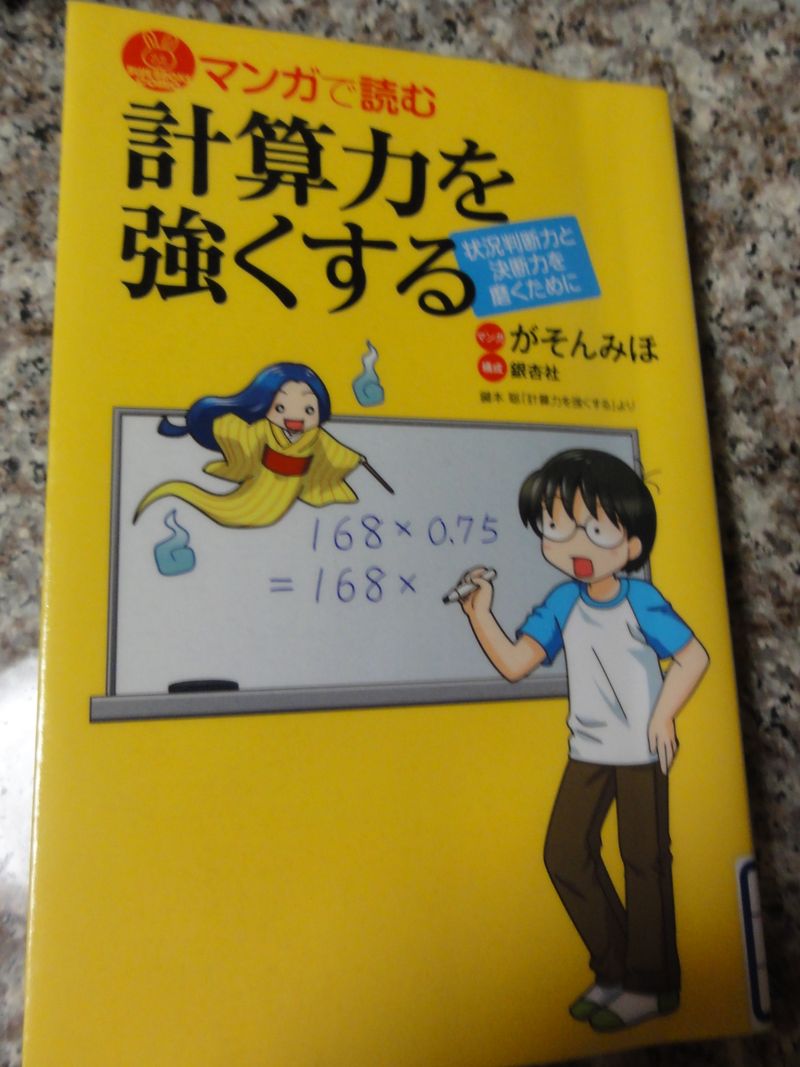 マンガで読む
計算力を
強くする
状況判断力と
決断力を
磨くために
マンガ がそんみほ
構成 銀杏社
鍵本 聡「計算力を強くする」より
168×0.75
=168×